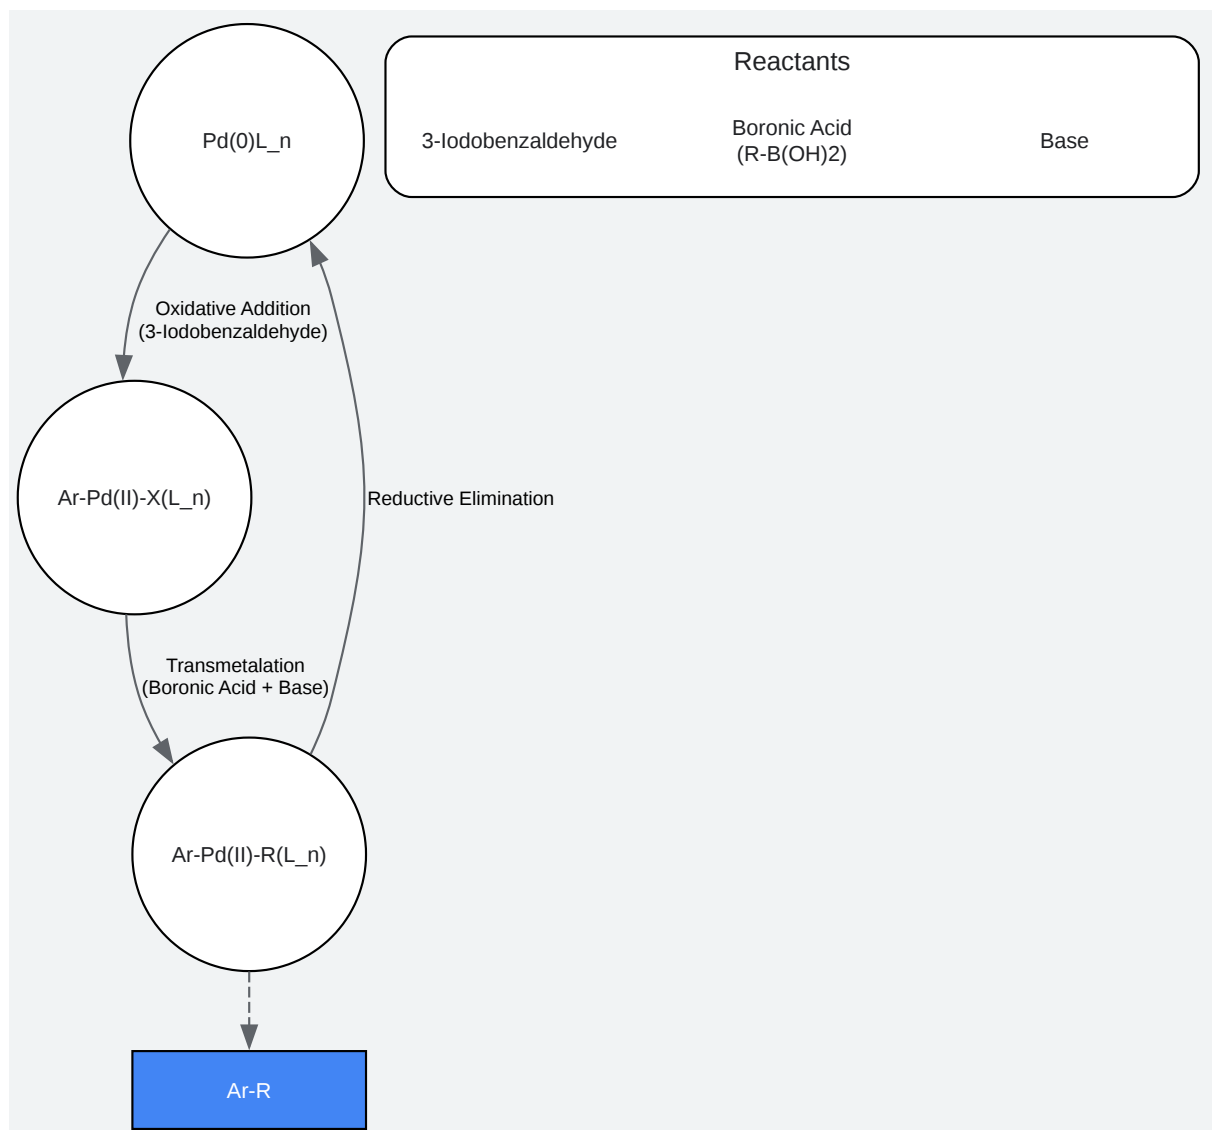 Pd(0)L_n
Reactants
3-Iodobenzaldehyde
Boronic Acid
(R-B(OH)2)
Base
Oxidative Addition
(3-Iodobenzaldehyde)
Ar-Pd(II)-X(L_n)
Reductive Elimination
Transmetalation
(Boronic Acid + Base)
Ar-Pd(II)-R(L_n)
Ar-R